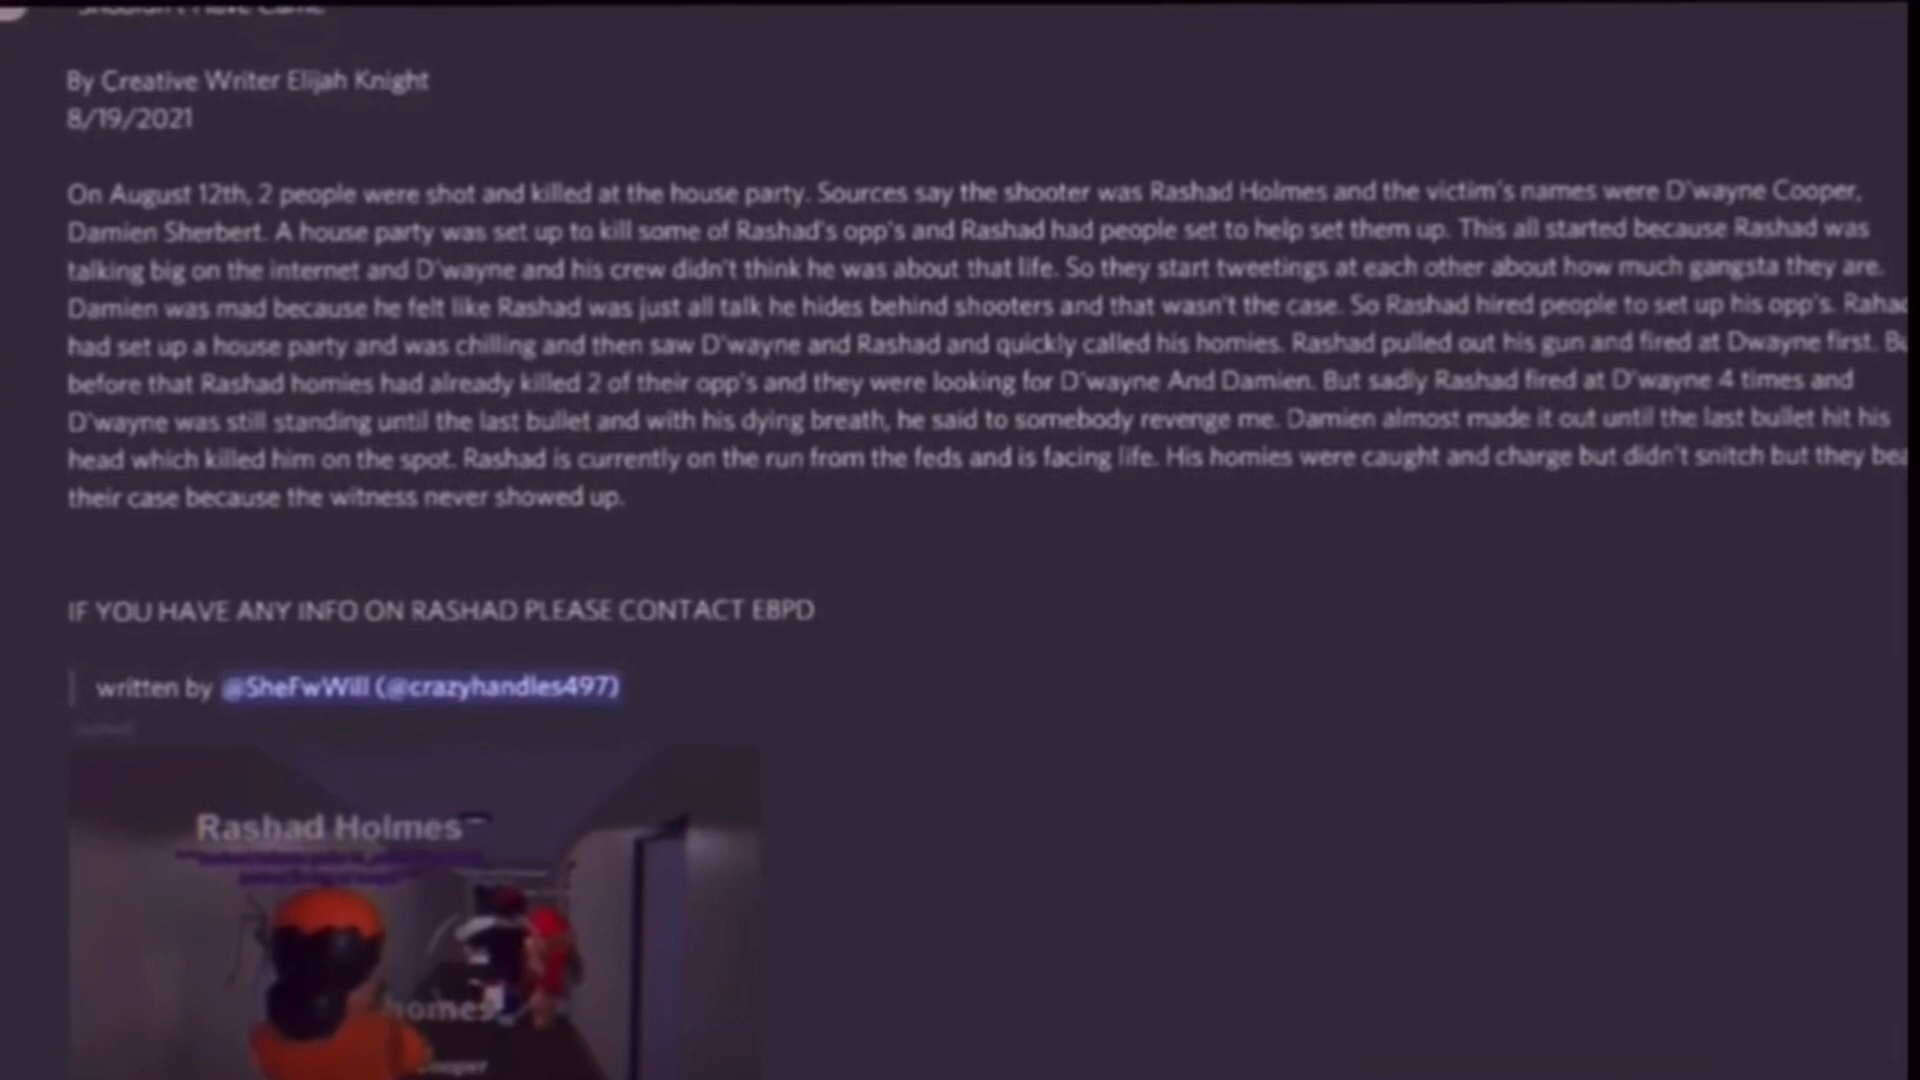 Shouldn't Have Came
By Creative Writer Elijah Knight
8/19/2021
On August 12th, 2 people were shot and killed at the house party. Sources say the shooter was Rashad Holmes and the victim's names were D'wayne Cooper,
Damien Sherbert. A house party was set up to kill some of Rashad's opp's and Rashad had people set to help set them up. This all started because Rashad was
talking big on the internet and D'wayne and his crew didn't think he was about that life. So they start tweetings at each other about how much gangsta they are.
Damien was mad because he felt like Rashad was just all talk he hides behind shooters and that wasn't the case. So Rashad hired people to set up his opp's. Rahad
had set up a house party and was chilling and then saw D'wayne and Rashad and quickly called his homies. Rashad pulled out his gun and fired at Dwayne first.
before that Rashad homies had already killed 2 of their opp's and they were looking for D'wayne And Damien. But sadly Rashad fired at D'wayne 4 times and
D'wayne was still standing until the last bullet and with his dying breath, he said to somebody revenge me. Damien almost made it out until the last bullet hit his
head which killed him on the spot. Rashad is currently on the run from the feds and is facing life. His homies were caught and charge but didn't snitch but they
their case because the witness never showed up.
IF YOU HAVE ANY INFO ON RASHAD PLEASE CONTACT EBPD
written by @SheFwWill (@crazyhandles497)
Rashad Holmes
homes
Cooper